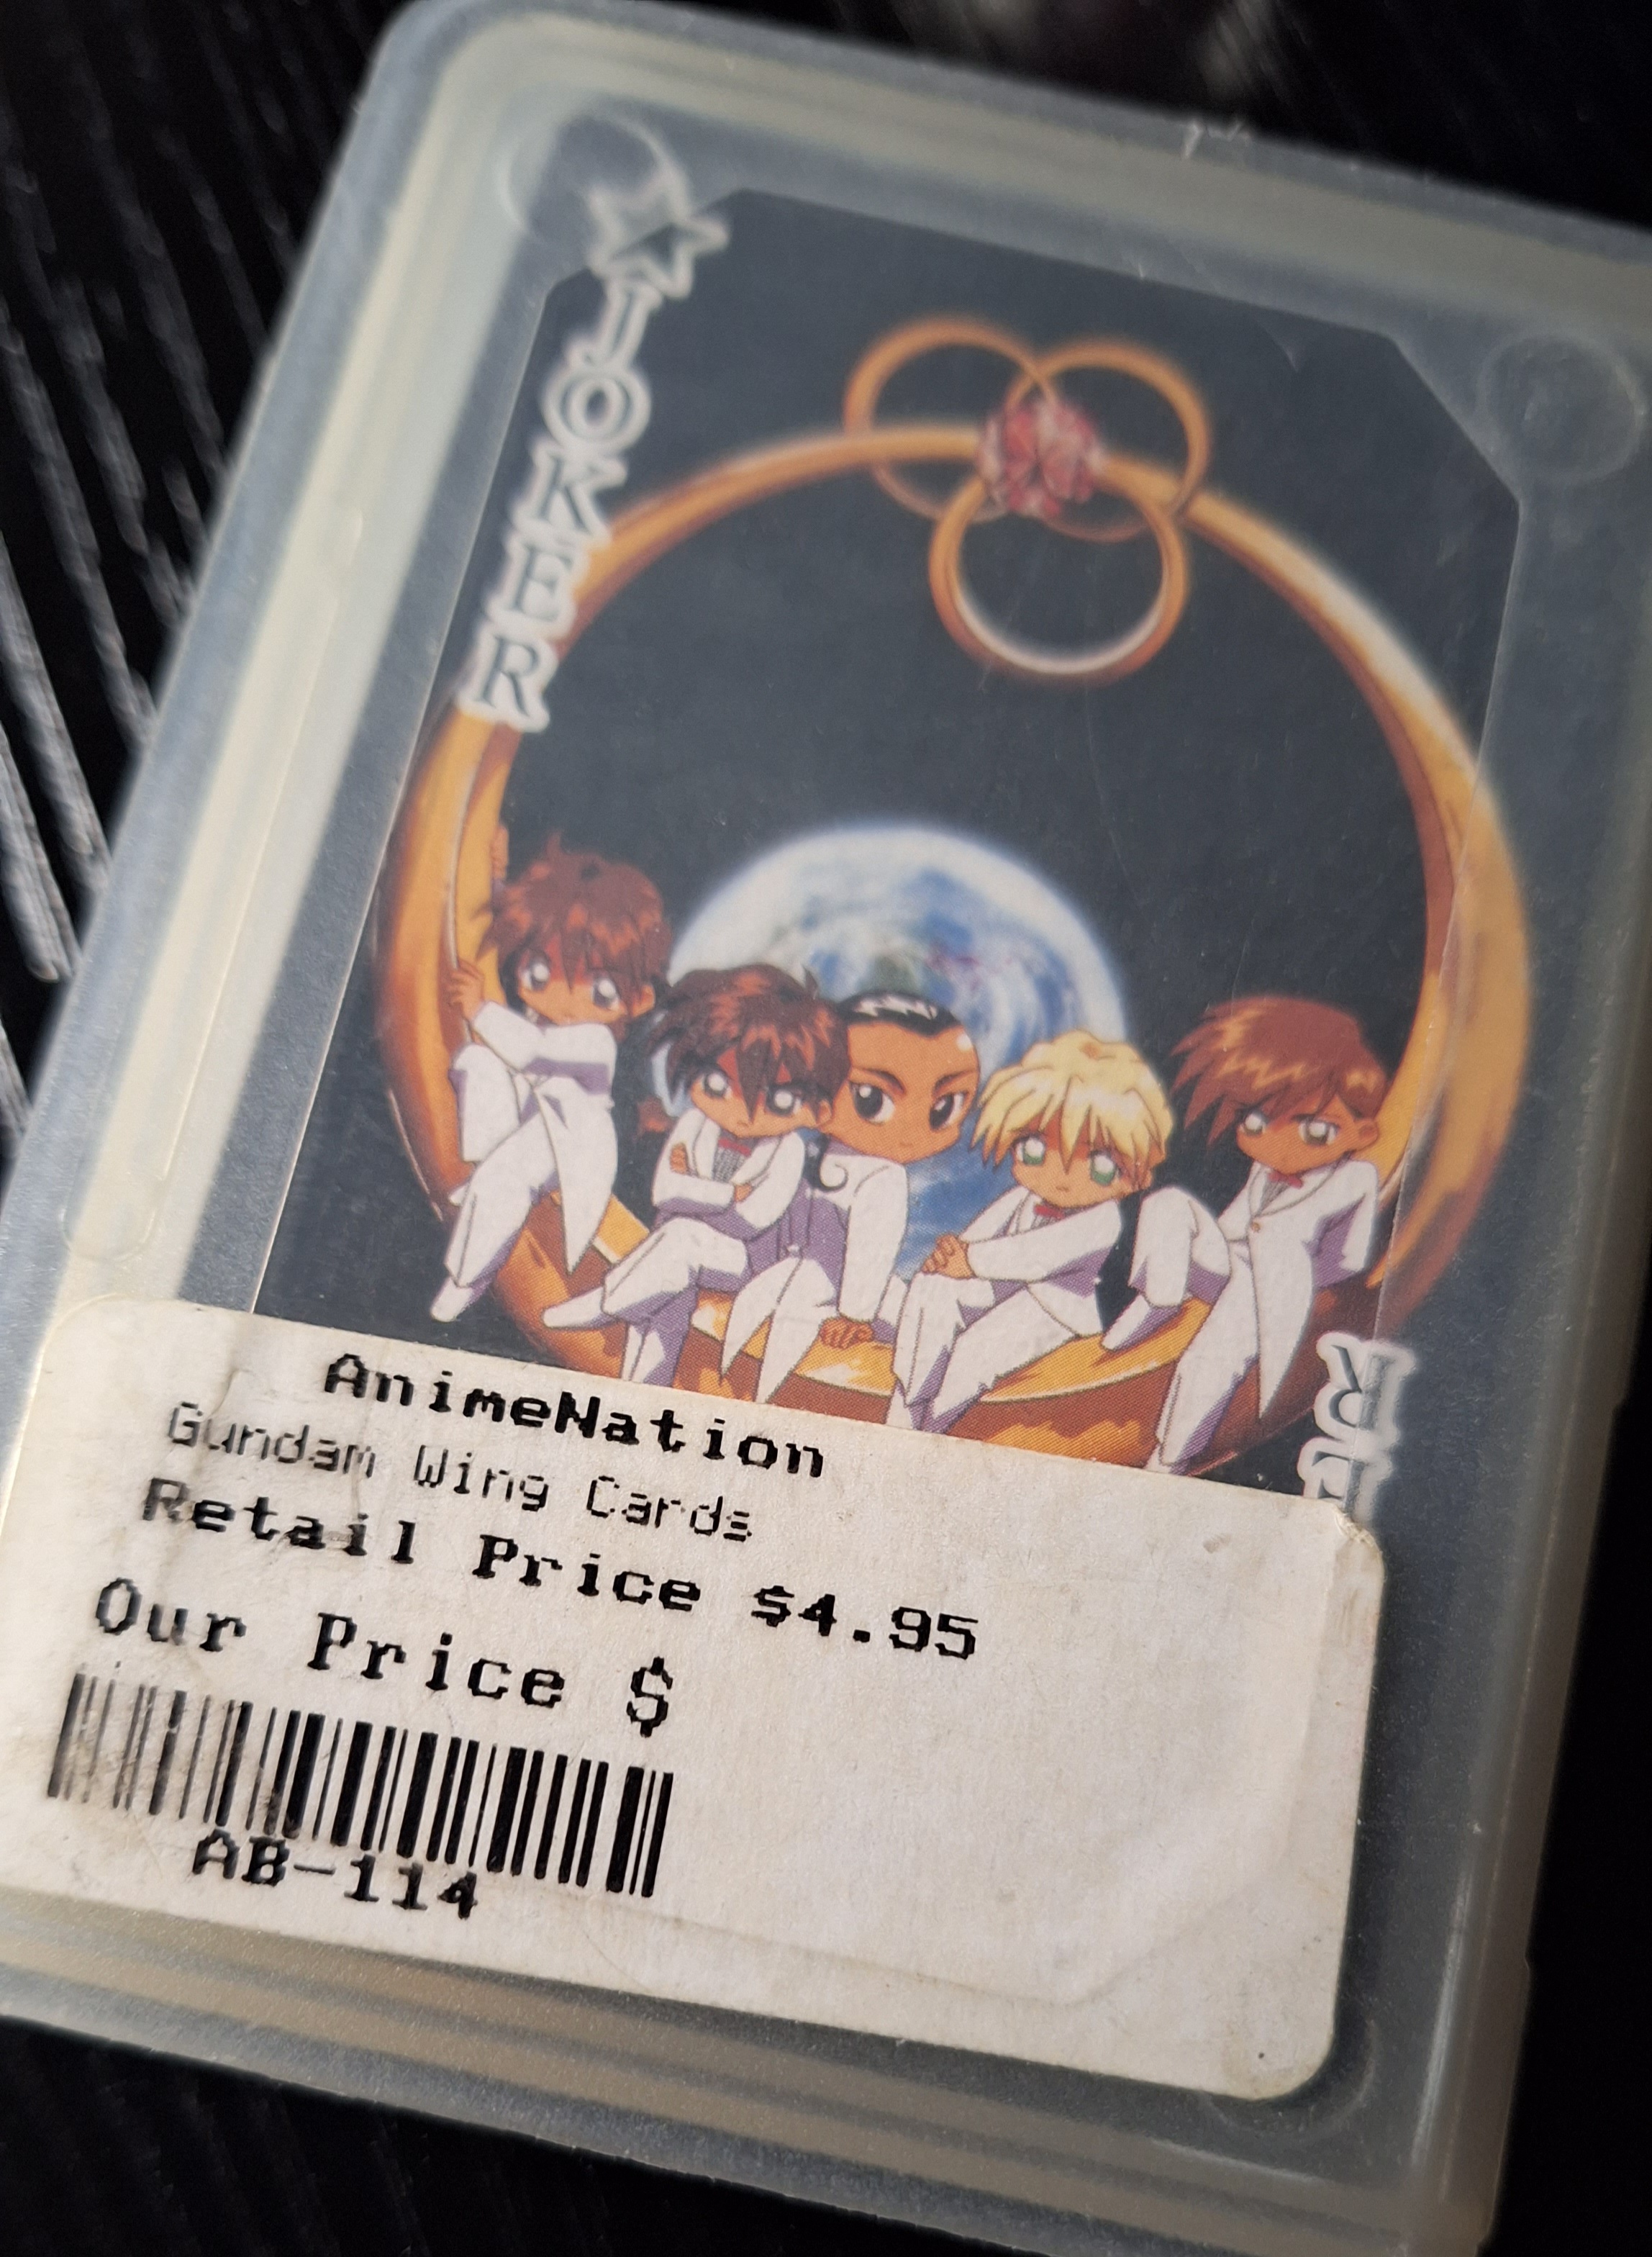 JOKER
AnimeNation
Gundam Wing Cards
Retail Price $4.95
Our Price $
AB-114